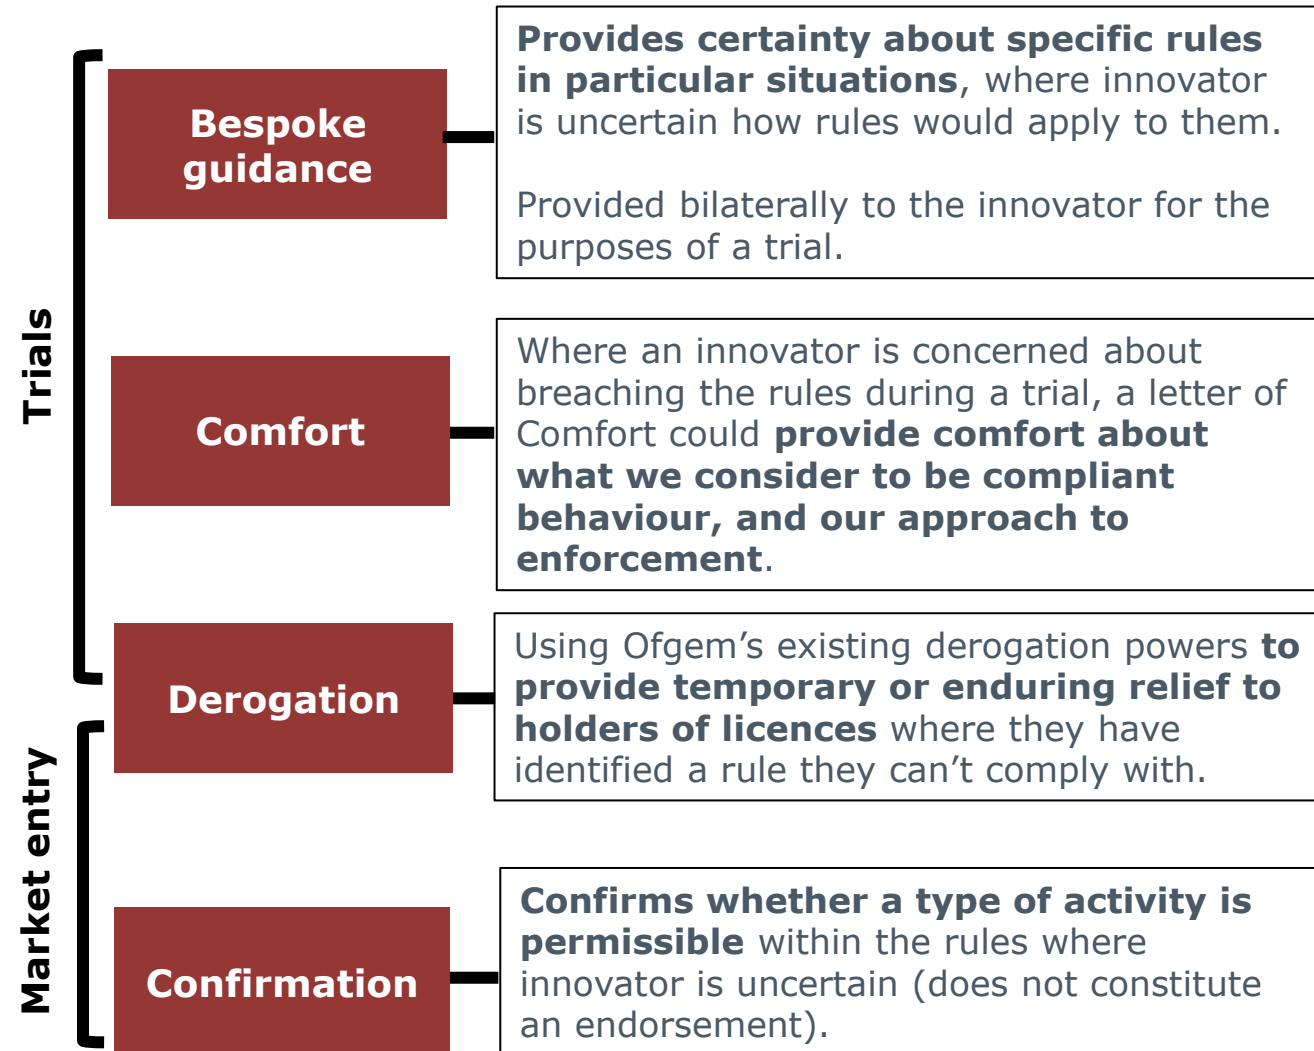 Trials
Bespoke
guidance
Provides certainty about specific rules
in particular situations, where innovator
is uncertain how rules would apply to them.
Provided bilaterally to the innovator for the
purposes of a trial.
Comfort
Where an innovator is concerned about
breaching the rules during a trial, a letter of
Comfort could provide comfort about
what we consider to be compliant
behaviour, and our approach to
enforcement.
Market entry
Derogation
Using Ofgem’s existing derogation powers to
provide temporary or enduring relief to
holders of licences where they have
identified a rule they can’t comply with.
Confirmation
Confirms whether a type of activity is
permissible within the rules where
innovator is uncertain (does not constitute
an endorsement).